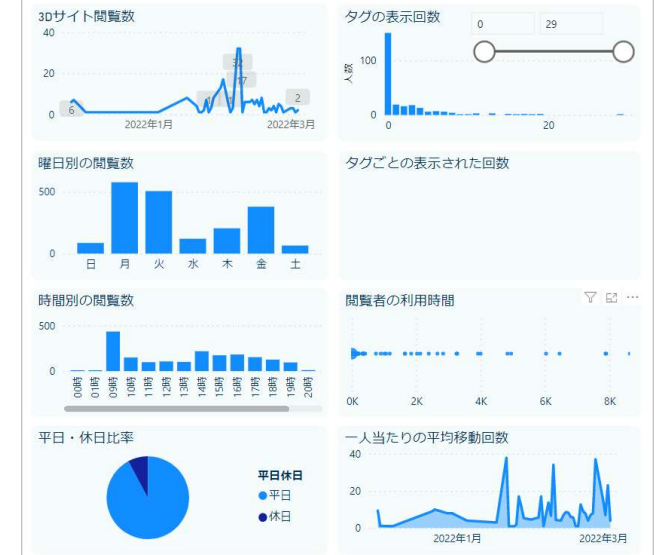 3Dサイト閲覧数
40
20
0
32
17
6
2
2022年1月
2022年3月
タグの表示回数
0
29
人数
100
0
0
20
曜日別の閲覧数
500
0
日 月 火 水 木 金 土
タグごとの表示された回数
時間別の閲覧数
500
0
00時 01時 09時 10時 11時 12時 13時 14時 15時 16時 17時 18時 19時 20時
閲覧者の利用時間
0K 2K 4K 6K 8K
平日・休日比率
平日休日
平日
休日
一人当たりの平均移動回数
40
20
0
2022年1月
2022年3月